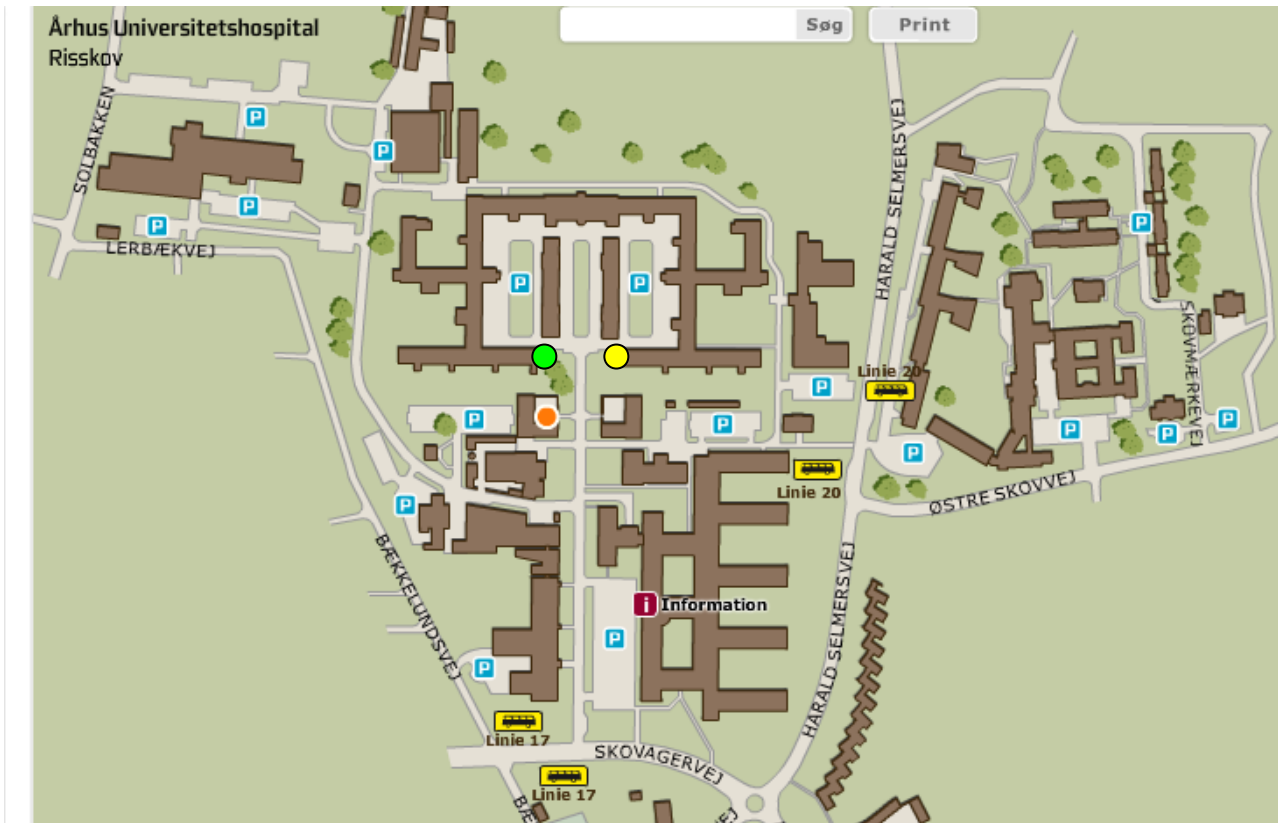 Århus Universitetshospital
Risskov
Søg
Print
SOLBAKKEN
P
P
HARALD SELMERSVEJ
P
P
P
LERBÆKVEJ
P
P
SKOVMÆRKEVEJ
P
Linie 20
P
P
P
P
P
P
P
Linie 20
ØSTRE SKOVVEJ
P
BÆKKELUNDSVEJ
i Information
P
HARALD SELMERSVEJ
P
Linie 17
SKOVAGERVEJ
Linie 17